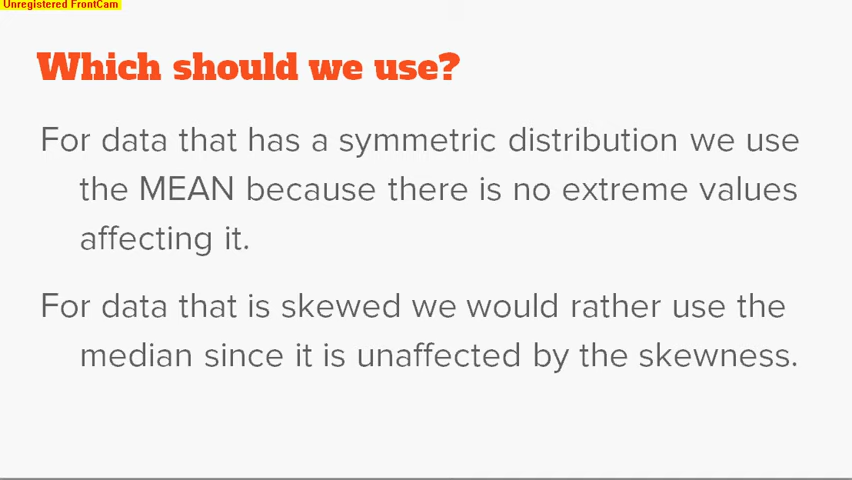 Unregistered FrontCam
Which should we use?
For data that has a symmetric distribution we use
the MEAN because there is no extreme values
affecting it.
For data that is skewed we would rather use the
median since it is unaffected by the skewness.